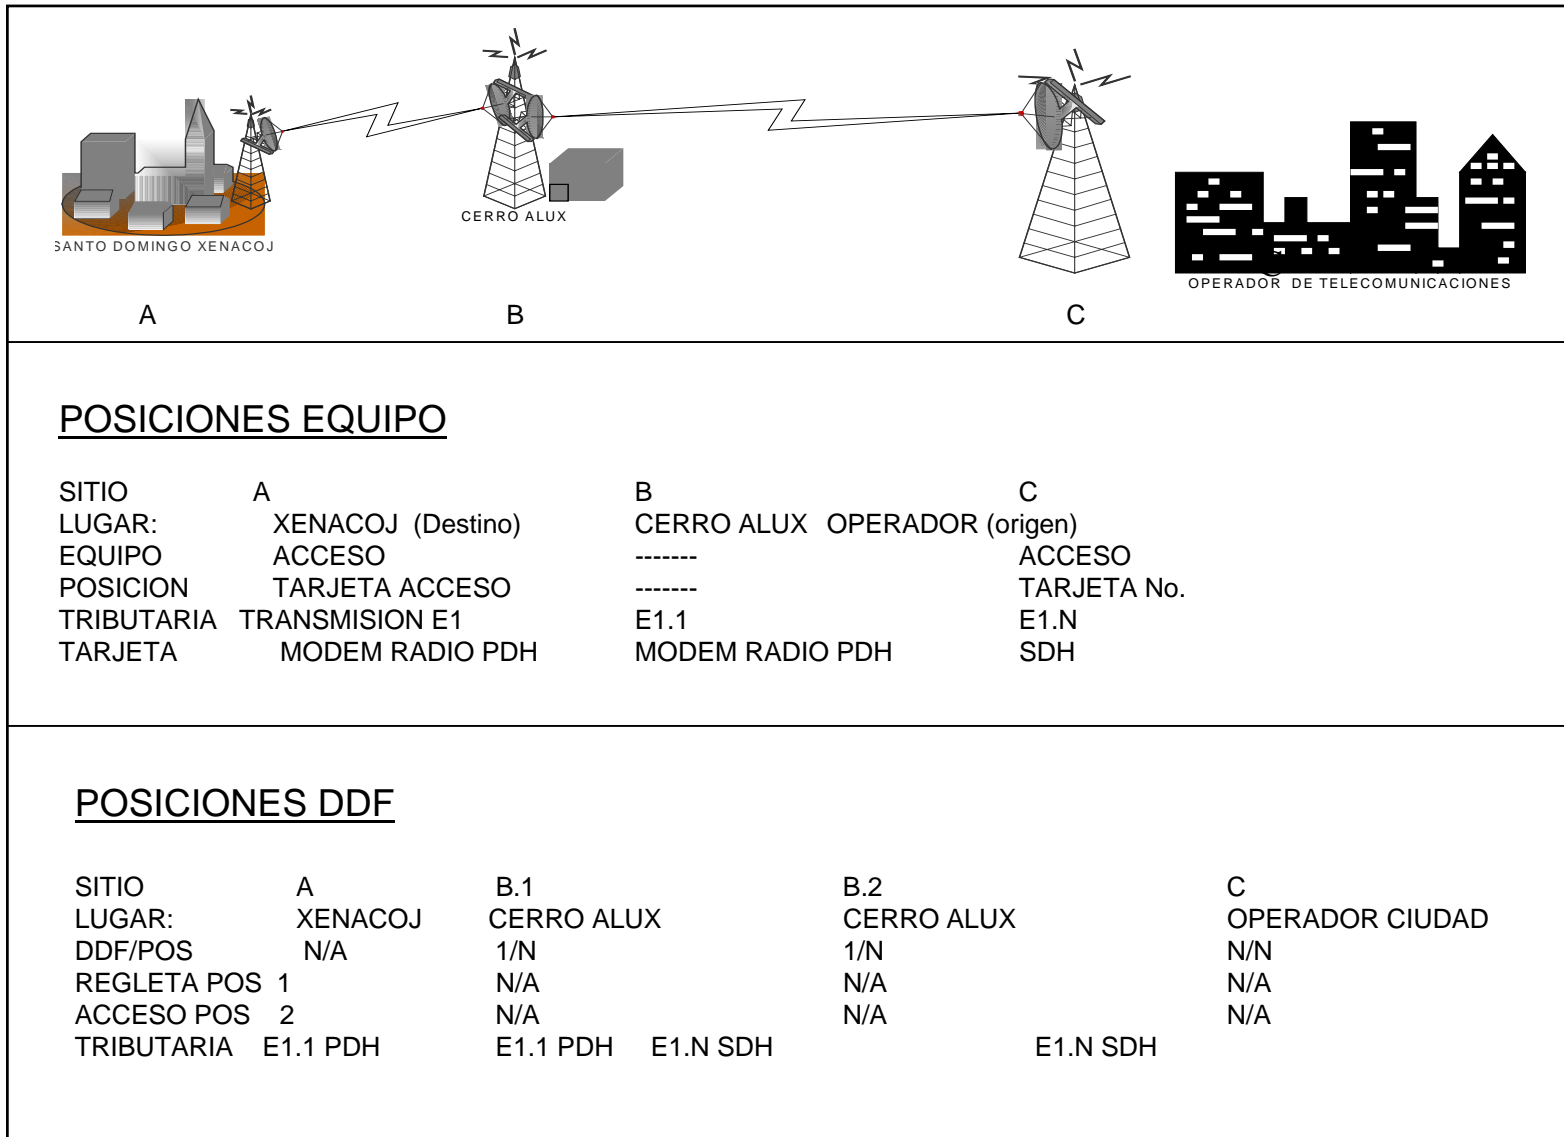 SANTO DOMINGO XENACOJ
CERRO ALUX
OPERADOR DE TELECOMUNICACIONES
A B C
POSICIONES EQUIPO
SITIO A B C
LUGAR: XENACOJ (Destino) CERRO ALUX OPERADOR (origen)
EQUIPO ACCESO ------- ACCESO
POSICION TARJETA ACCESO ------- TARJETA No.
TRIBUTARIA TRANSMISION E1 E1.1 E1.N
TARJETA MODEM RADIO PDH MODEM RADIO PDH SDH
POSICIONES DDF
SITIO A B.1 B.2 C
LUGAR: XENACOJ CERRO ALUX CERRO ALUX OPERADOR CIUDAD
DDF/POS N/A 1/N 1/N N/N
REGLETA POS 1 N/A N/A N/A
ACCESO POS 2 N/A N/A N/A
TRIBUTARIA E1.1 PDH E1.1 PDH E1.N SDH E1.N SDH